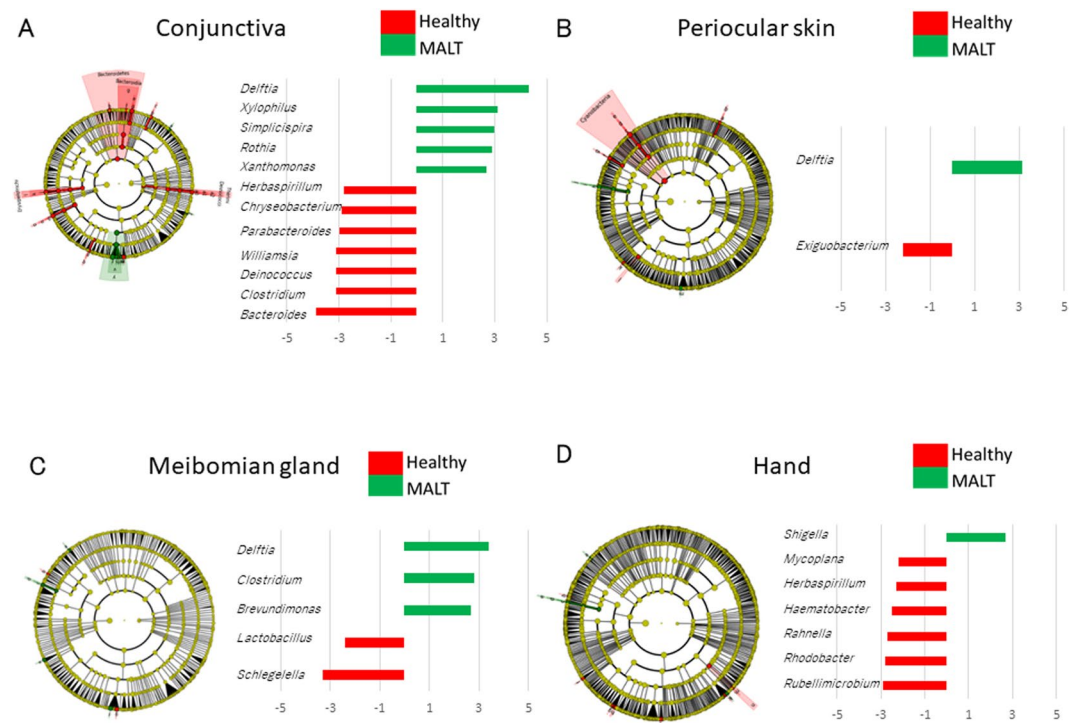 A
Conjunctiva
Healthy
MALT
Bacteroidetes
Bacteroidia
Delftia
Xylophilus
Simplicispira
Rothia
Xanthomonas
Herbaspirillum
Chryseobacterium
Parabacteroides
Williamsia
Deinococcus
Clostridium
Bacteroides
-5 -3 -1 1 3 5
B
Periocular skin
Healthy
MALT
Cyanobacteria
Delftia
Exiguobacterium
-5 -3 -1 1 3 5
C
Meibomian gland
Healthy
MALT
Delftia
Clostridium
Brevundimonas
Lactobacillus
Schlegelella
-5 -3 -1 1 3 5
D
Hand
Healthy
MALT
Shigella
Mycoplana
Herbaspirillum
Haematobacter
Rahnella
Rhodobacter
Rubellimicrobium
-5 -3 -1 1 3 5